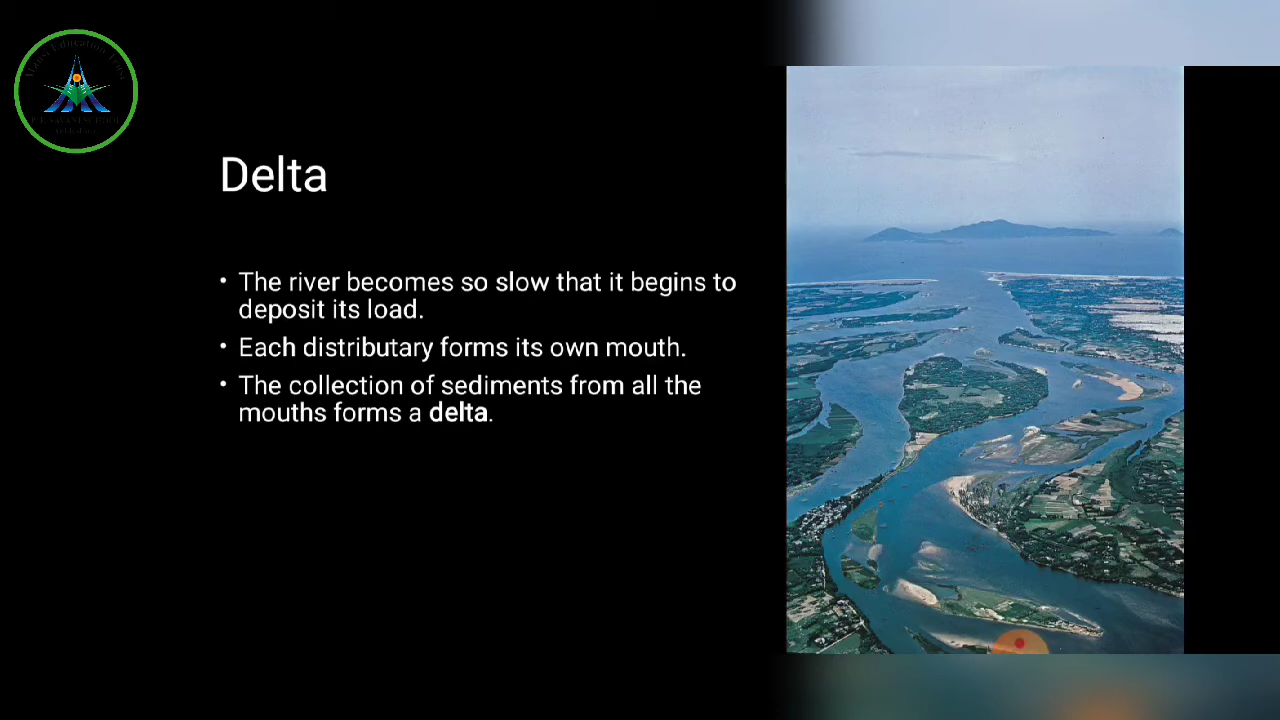 Delta
• The river becomes so slow that it begins to
deposit its load.
• Each distributary forms its own mouth.
• The collection of sediments from all the
mouths forms a delta.